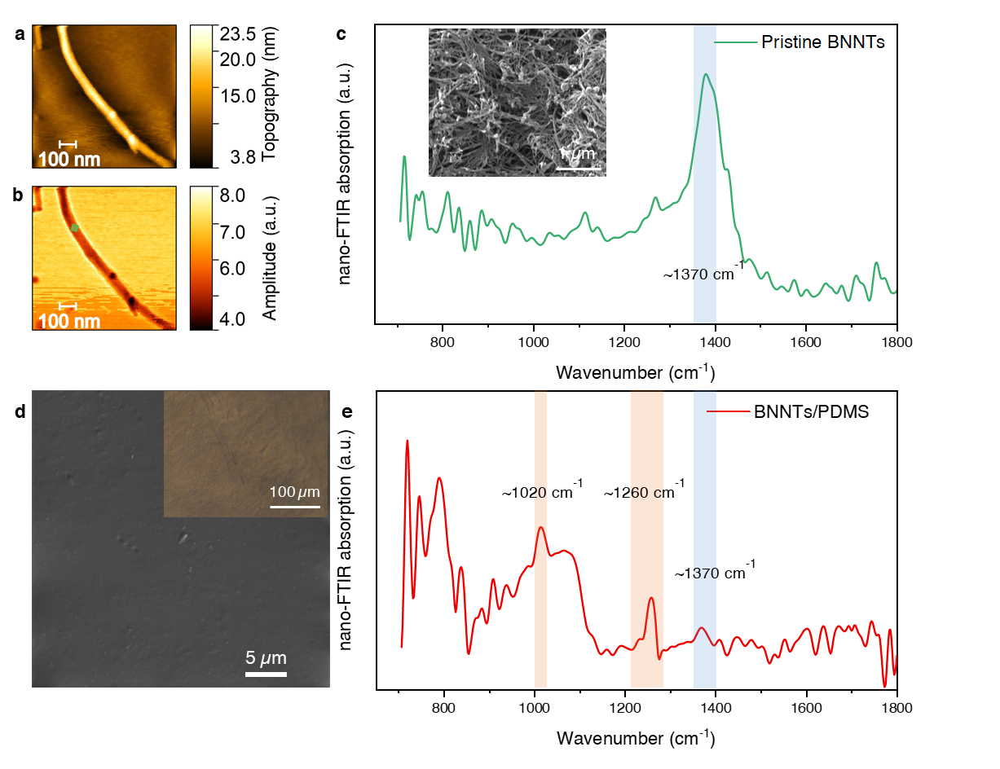 a
23.5
20.0
15.0
3.8
Topography (nm)
100 nm
b
8.0
7.0
6.0
4.0
Amplitude (a.u.)
100 nm
c
Pristine BNNTs
nano-FTIR absorption (a.u.)
µm
~1370 cm⁻¹
800 1000 1200 1400 1600 1800
Wavenumber (cm⁻¹)
d
100 µm
5 µm
e
BNNTs/PDMS
nano-FTIR absorption (a.u.)
~1020 cm⁻¹ ~1260 cm⁻¹
~1370 cm⁻¹
800 1000 1200 1400 1600 1800
Wavenumber (cm⁻¹)